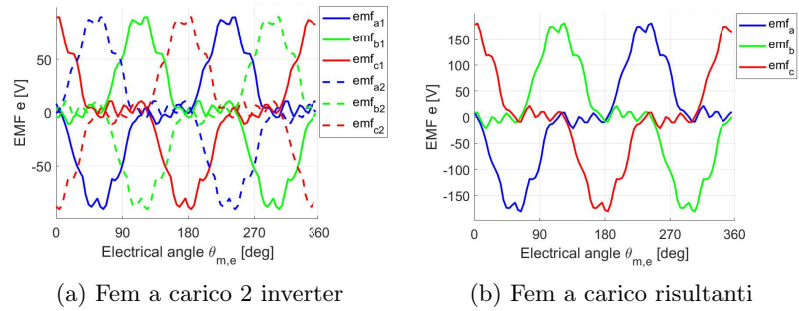 (a)
emf_a1
emf_b1
emf_c1
emf_a2
emf_b2
emf_c2
EMF e [V]
50
0
-50
0
90
180
270
360
Electrical angle θ_m,e [deg]
(a) Fem a carico 2 inverter
emf_a
emf_b
emf_c
EMF e [V]
150
100
50
0
-50
-100
-150
0
90
180
270
360
Electrical angle θ_m,e [deg]
(b) Fem a carico risultanti